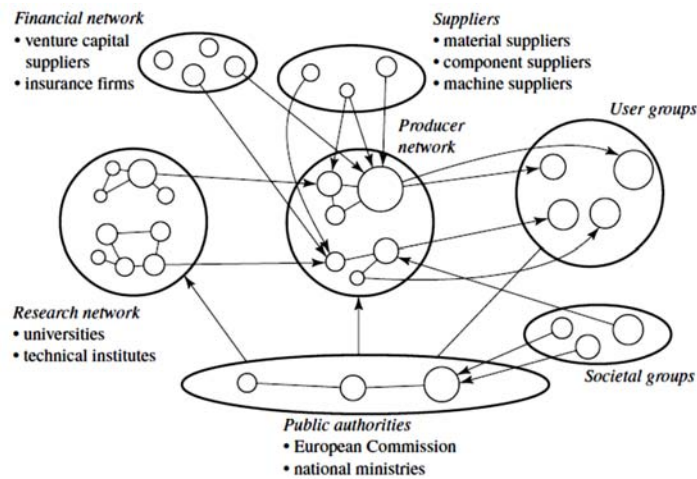 Financial network
• venture capital
suppliers
• insurance firms
Suppliers
• material suppliers
• component suppliers
• machine suppliers
User groups
Producer
network
Research network
• universities
• technical institutes
Societal groups
Public authorities
• European Commission
• national ministries